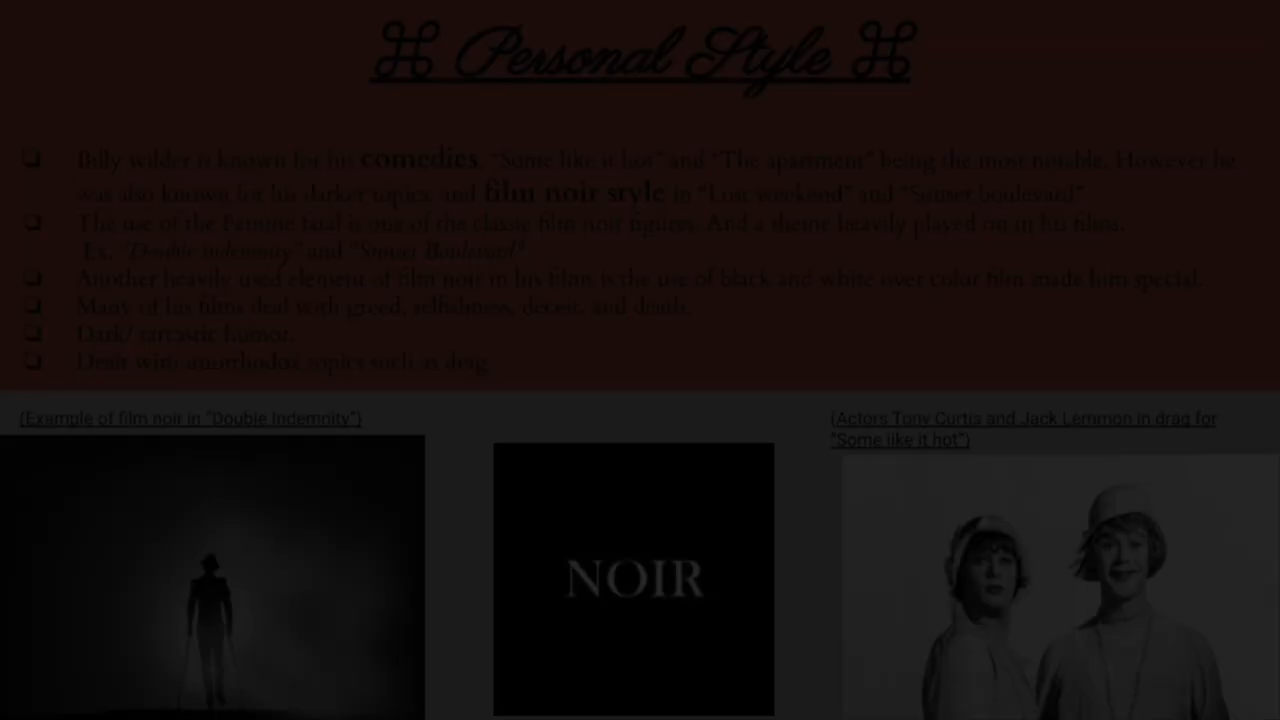 ⌘ Personal Style ⌘
❏ Billy wilder is known for his comedies. "Some like it hot" and "The apartment" being the most notable. However he
was also known for his darker topics, and film noir style in "Lost weekend" and "Sunset boulevard"
❏ The use of the Famme fatal is one of the classic film noir figures. And a theme heavily played on in his films.
Ex. "Double indemnity" and "Sunset Boulevard"
❏ Another heavily used element of film noir in his films is the use of black and white over color film made him special.
❏ Many of his films deal with greed, selfishness, deceit, and death.
❏ Dark/ sarcastic humor.
❏ Dealt with unorthodox topics such as drag
(Example of film noir in "Double Indemnity")
(Actors Tony Curtis and Jack Lemmon in drag for
"Some like it hot")
NOIR